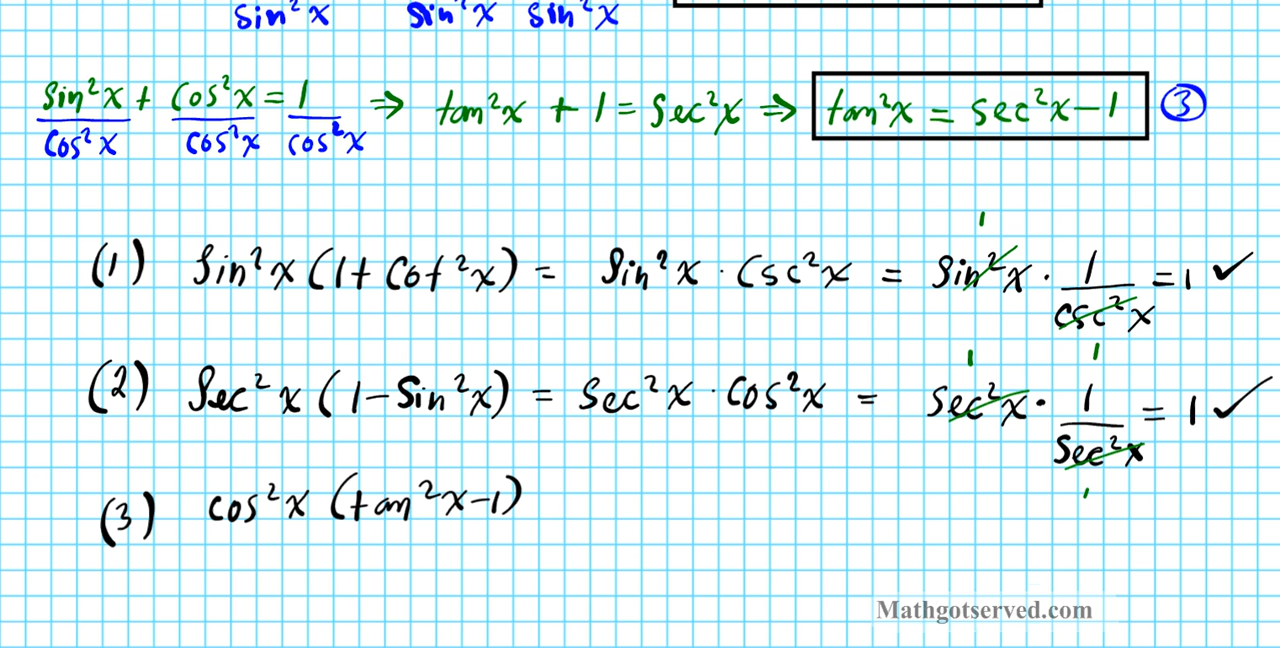 sin²x sin²x sin²x
sin²x/cos²x + cos²x/cos²x = 1/cos²x ⇒ tan²x + 1 = sec²x ⇒ tan²x = sec²x − 1 ③
(1) sin²x (1 + cot²x) = sin²x · csc²x = sin²x · 1/csc²x = 1 ✓
(2) sec²x (1 − sin²x) = sec²x · cos²x = sec²x · 1/sec²x = 1 ✓
(3) cos²x (tan²x − 1)
Mathgotserved.com